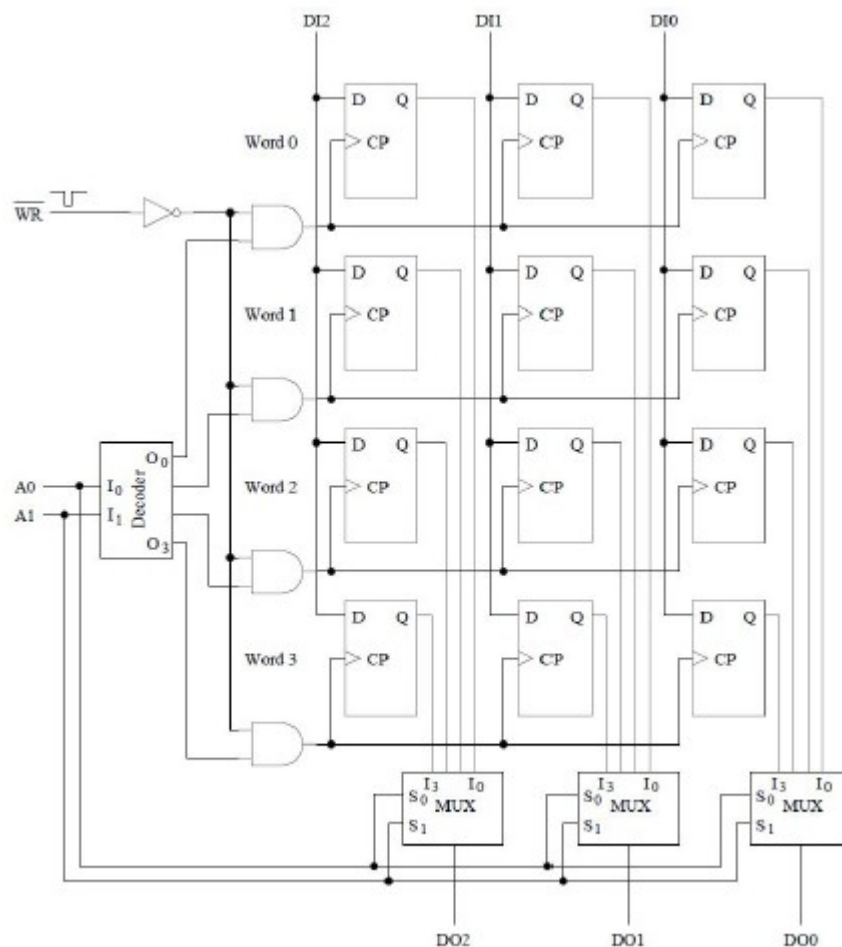 DI2 DI1 DI0
D Q D Q D Q
Word 0 CP CP CP
WR
D Q D Q D Q
Word 1 CP CP CP
D Q D Q D Q
O0
A0 I0 Decoder Word 2 CP CP CP
A1 I1
O3
D Q D Q D Q
Word 3 CP CP CP
I3 I0 I3 I0 I3 I0
S0 MUX S0 MUX S0 MUX
S1 S1 S1
DO2 DO1 DO0